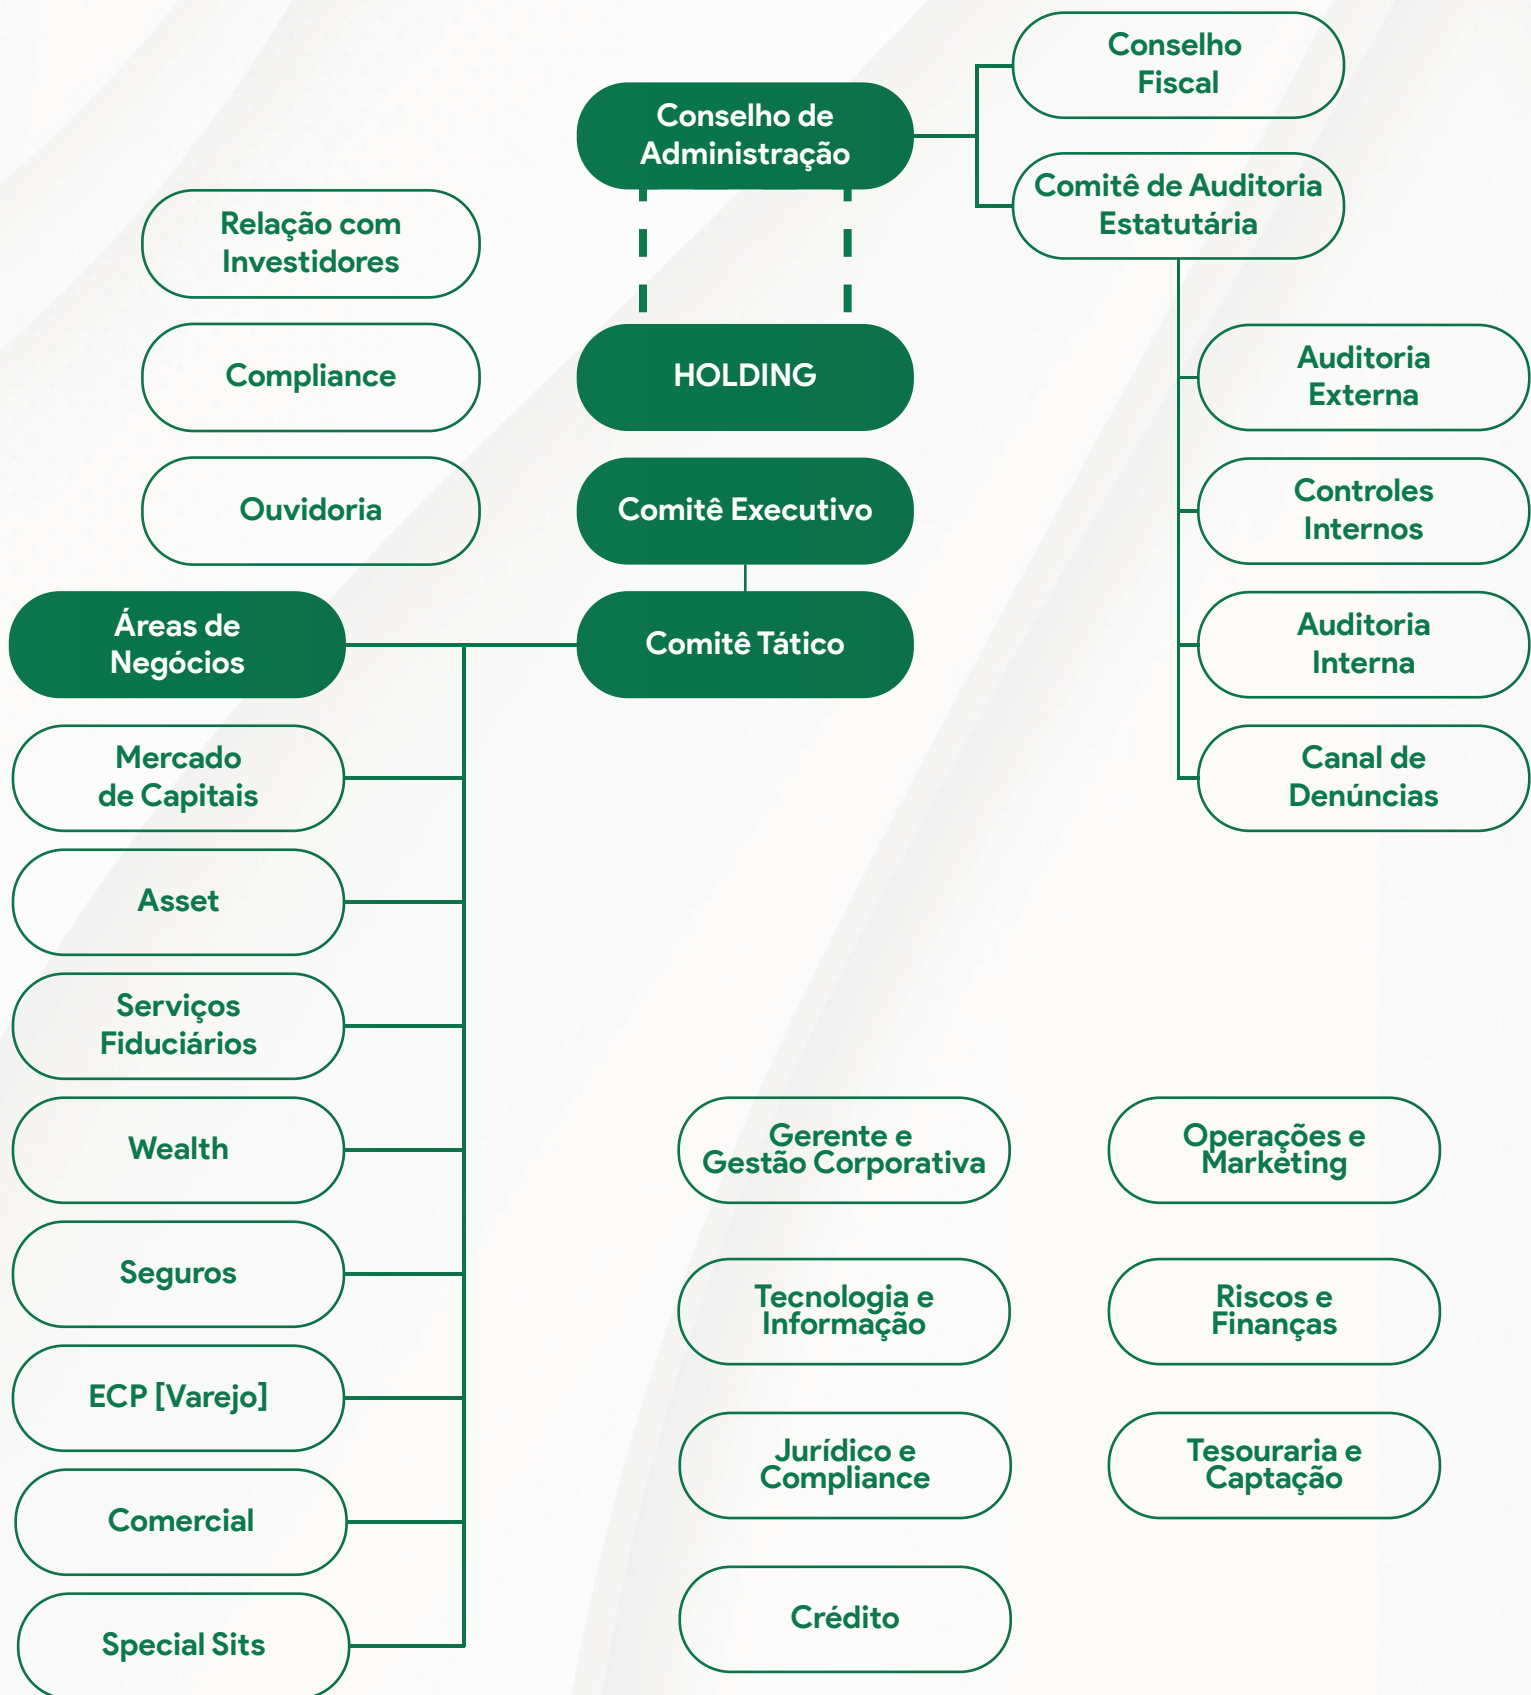 Conselho
Fiscal
Conselho de
Administração
Comitê de Auditoria
Estatutária
Relação com
Investidores
Compliance
Ouvidoria
HOLDING
Comitê Executivo
Comitê Tático
Auditoria
Externa
Controles
Internos
Auditoria
Interna
Canal de
Denúncias
Áreas de
Negócios
Mercado
de Capitais
Asset
Serviços
Fiduciários
Wealth
Seguros
ECP [Varejo]
Comercial
Special Sits
Gerente e
Gestão Corporativa
Operações e
Marketing
Tecnologia e
Informação
Riscos e
Finanças
Jurídico e
Compliance
Tesouraria e
Captação
Crédito